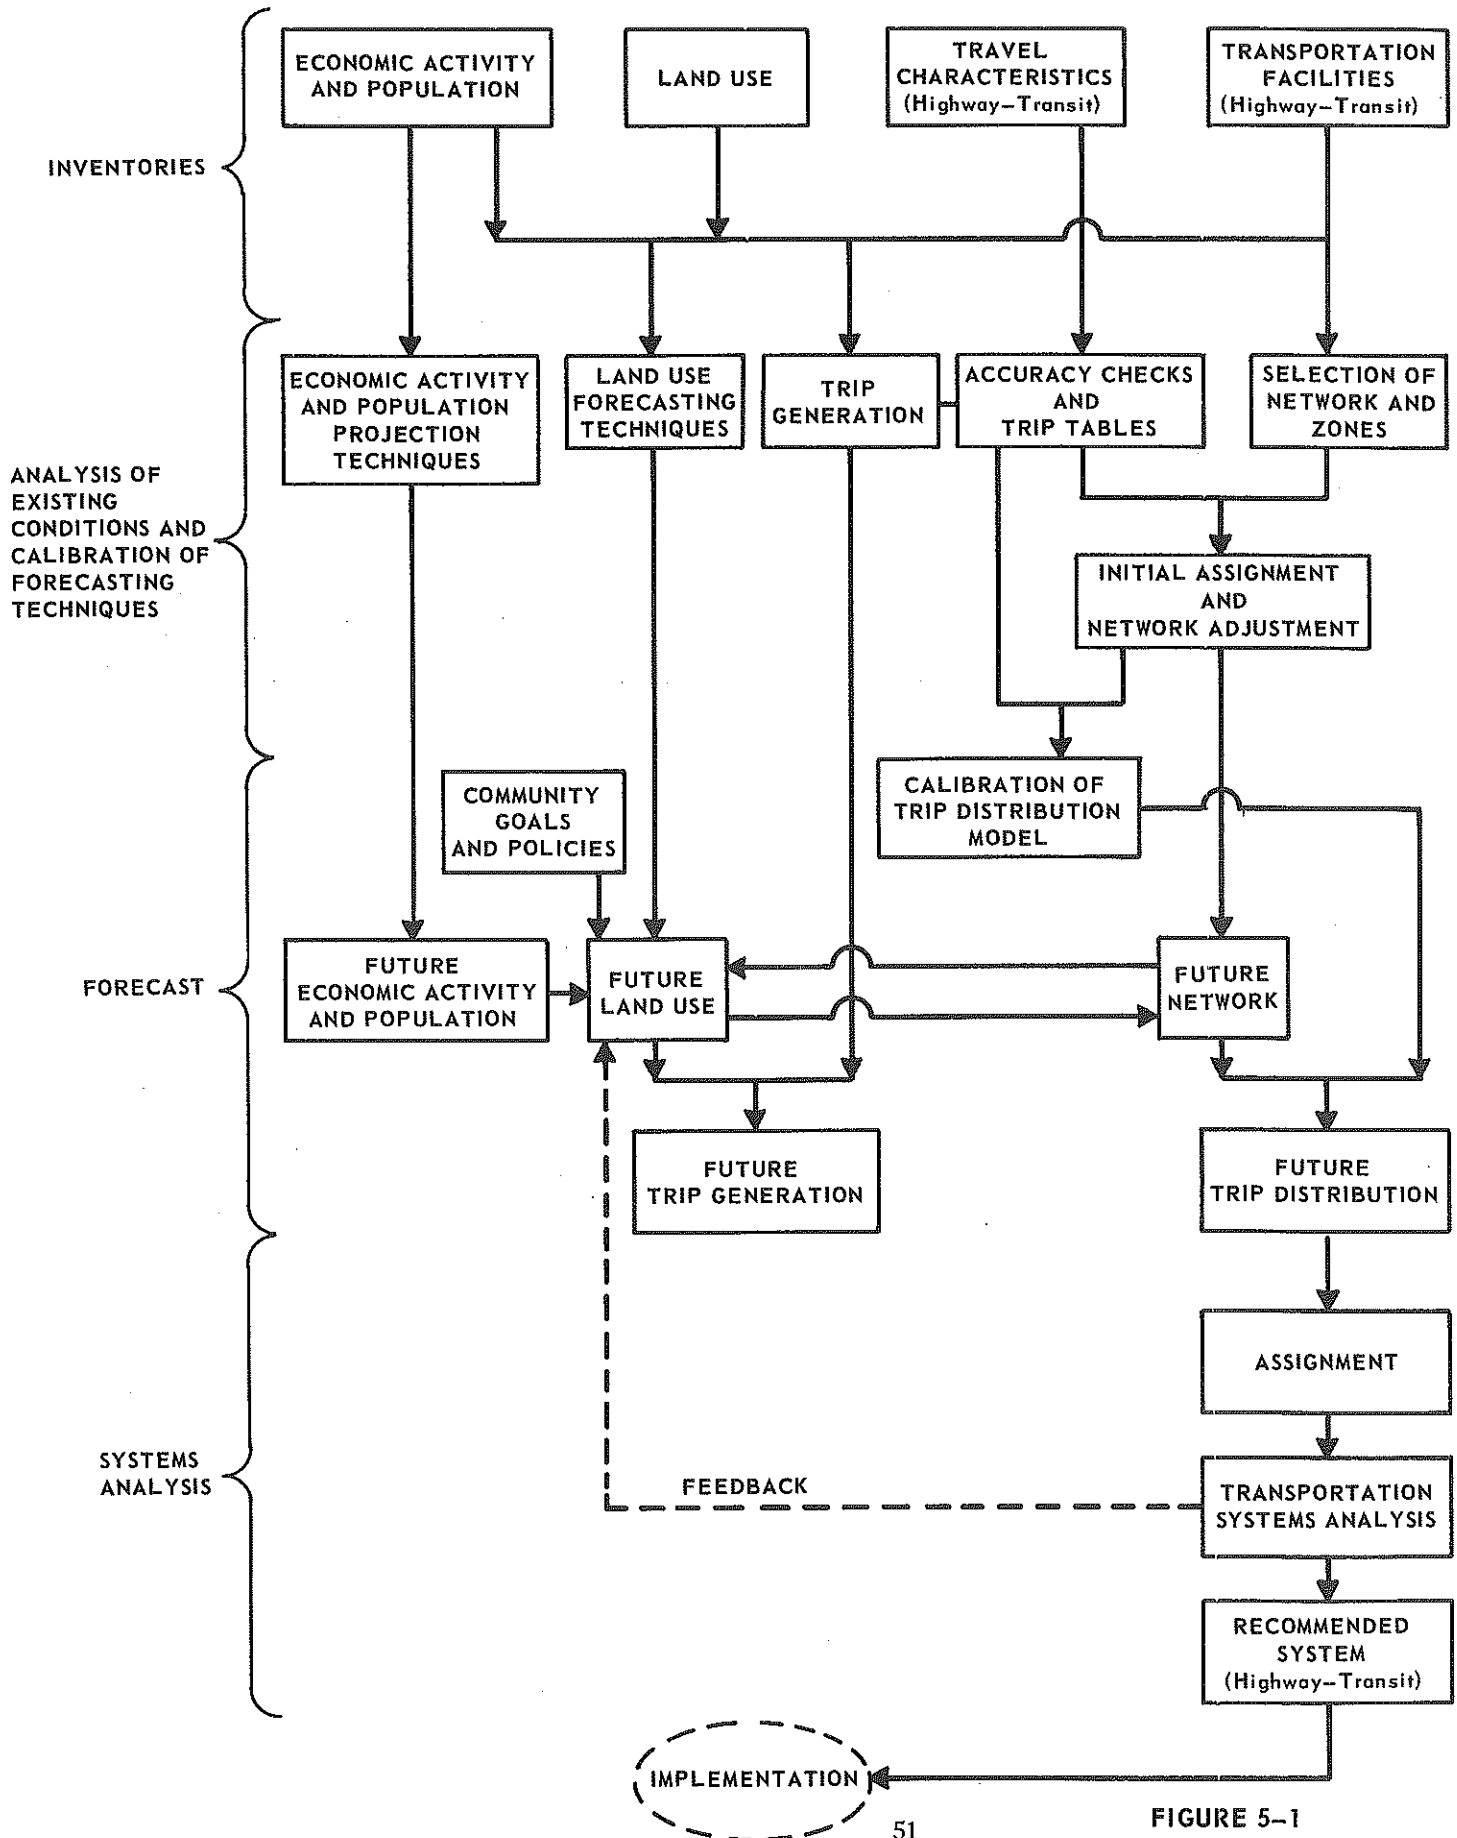 ECONOMIC ACTIVITY
AND POPULATION
LAND USE
TRAVEL
CHARACTERISTICS
(Highway–Transit)
TRANSPORTATION
FACILITIES
(Highway–Transit)
INVENTORIES
ECONOMIC ACTIVITY
AND POPULATION
PROJECTION
TECHNIQUES
LAND USE
FORECASTING
TECHNIQUES
TRIP
GENERATION
ACCURACY CHECKS
AND
TRIP TABLES
SELECTION OF
NETWORK AND
ZONES
ANALYSIS OF
EXISTING
CONDITIONS AND
CALIBRATION OF
FORECASTING
TECHNIQUES
INITIAL ASSIGNMENT
AND
NETWORK ADJUSTMENT
COMMUNITY
GOALS
AND POLICIES
CALIBRATION OF
TRIP DISTRIBUTION
MODEL
FORECAST
FUTURE
ECONOMIC ACTIVITY
AND POPULATION
FUTURE
LAND USE
FUTURE
NETWORK
FUTURE
TRIP GENERATION
FUTURE
TRIP DISTRIBUTION
ASSIGNMENT
SYSTEMS
ANALYSIS
FEEDBACK
TRANSPORTATION
SYSTEMS ANALYSIS
RECOMMENDED
SYSTEM
(Highway–Transit)
IMPLEMENTATION
51
FIGURE 5–1